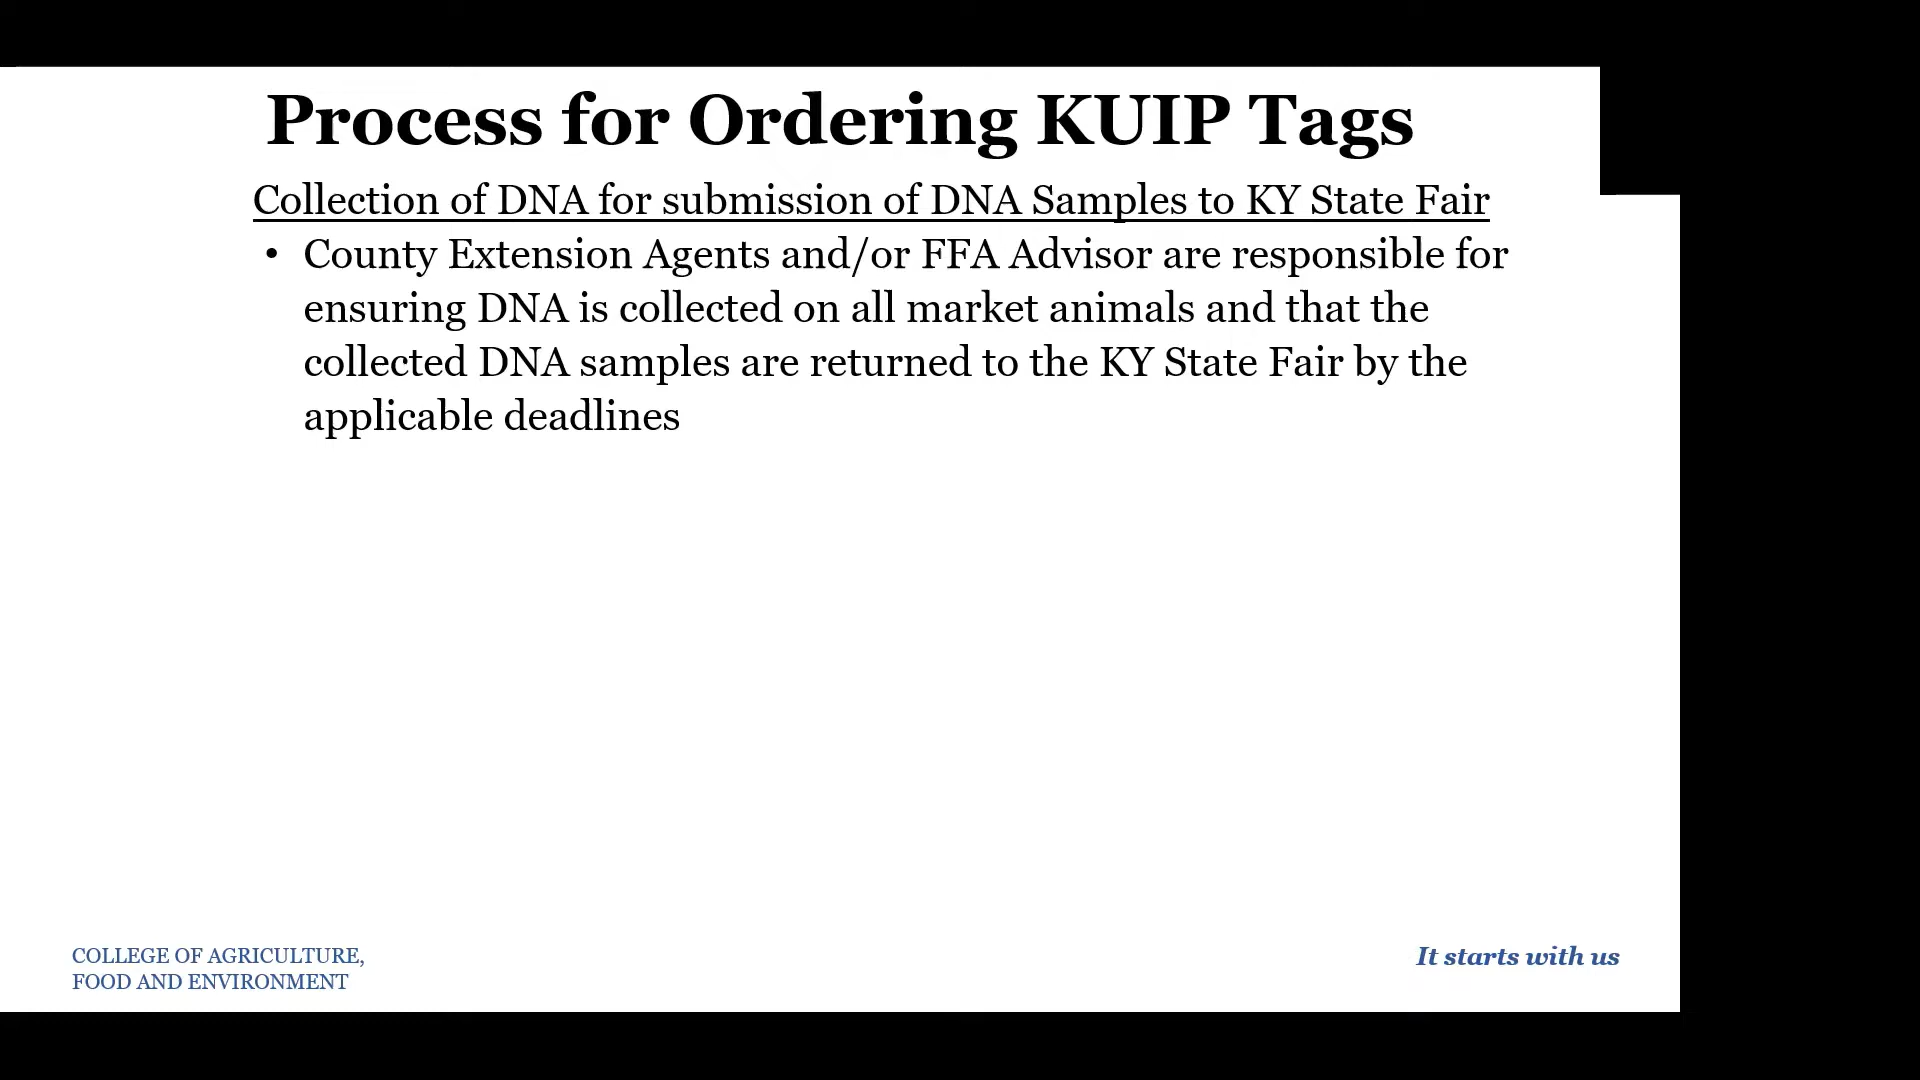 Process for Ordering KUIP Tags
Collection of DNA for submission of DNA Samples to KY State Fair
• County Extension Agents and/or FFA Advisor are responsible for
ensuring DNA is collected on all market animals and that the
collected DNA samples are returned to the KY State Fair by the
applicable deadlines
COLLEGE OF AGRICULTURE,
FOOD AND ENVIRONMENT
It starts with us